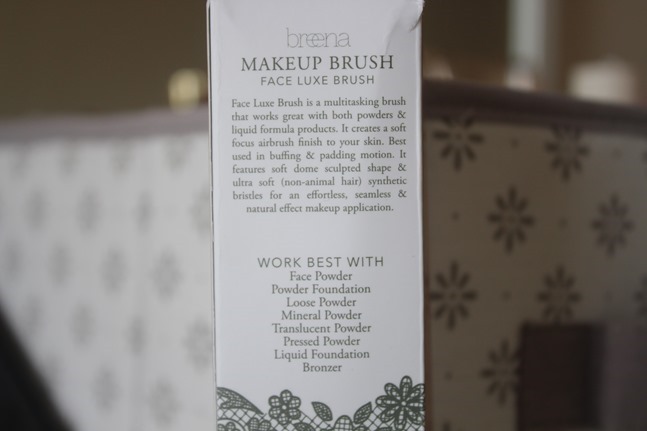 breena
MAKEUP BRUSH
FACE LUXE BRUSH
Face Luxe Brush is a multitasking brush
that works great with both powders &
liquid formula products. It creates a soft
focus airbrush finish to your skin. Best
used in buffing & padding motion. It
features soft dome sculpted shape &
ultra soft (non-animal hair) synthetic
bristles for an effortless, seamless &
natural effect makeup application.
WORK BEST WITH
Face Powder
Powder Foundation
Loose Powder
Mineral Powder
Translucent Powder
Pressed Powder
Liquid Foundation
Bronzer